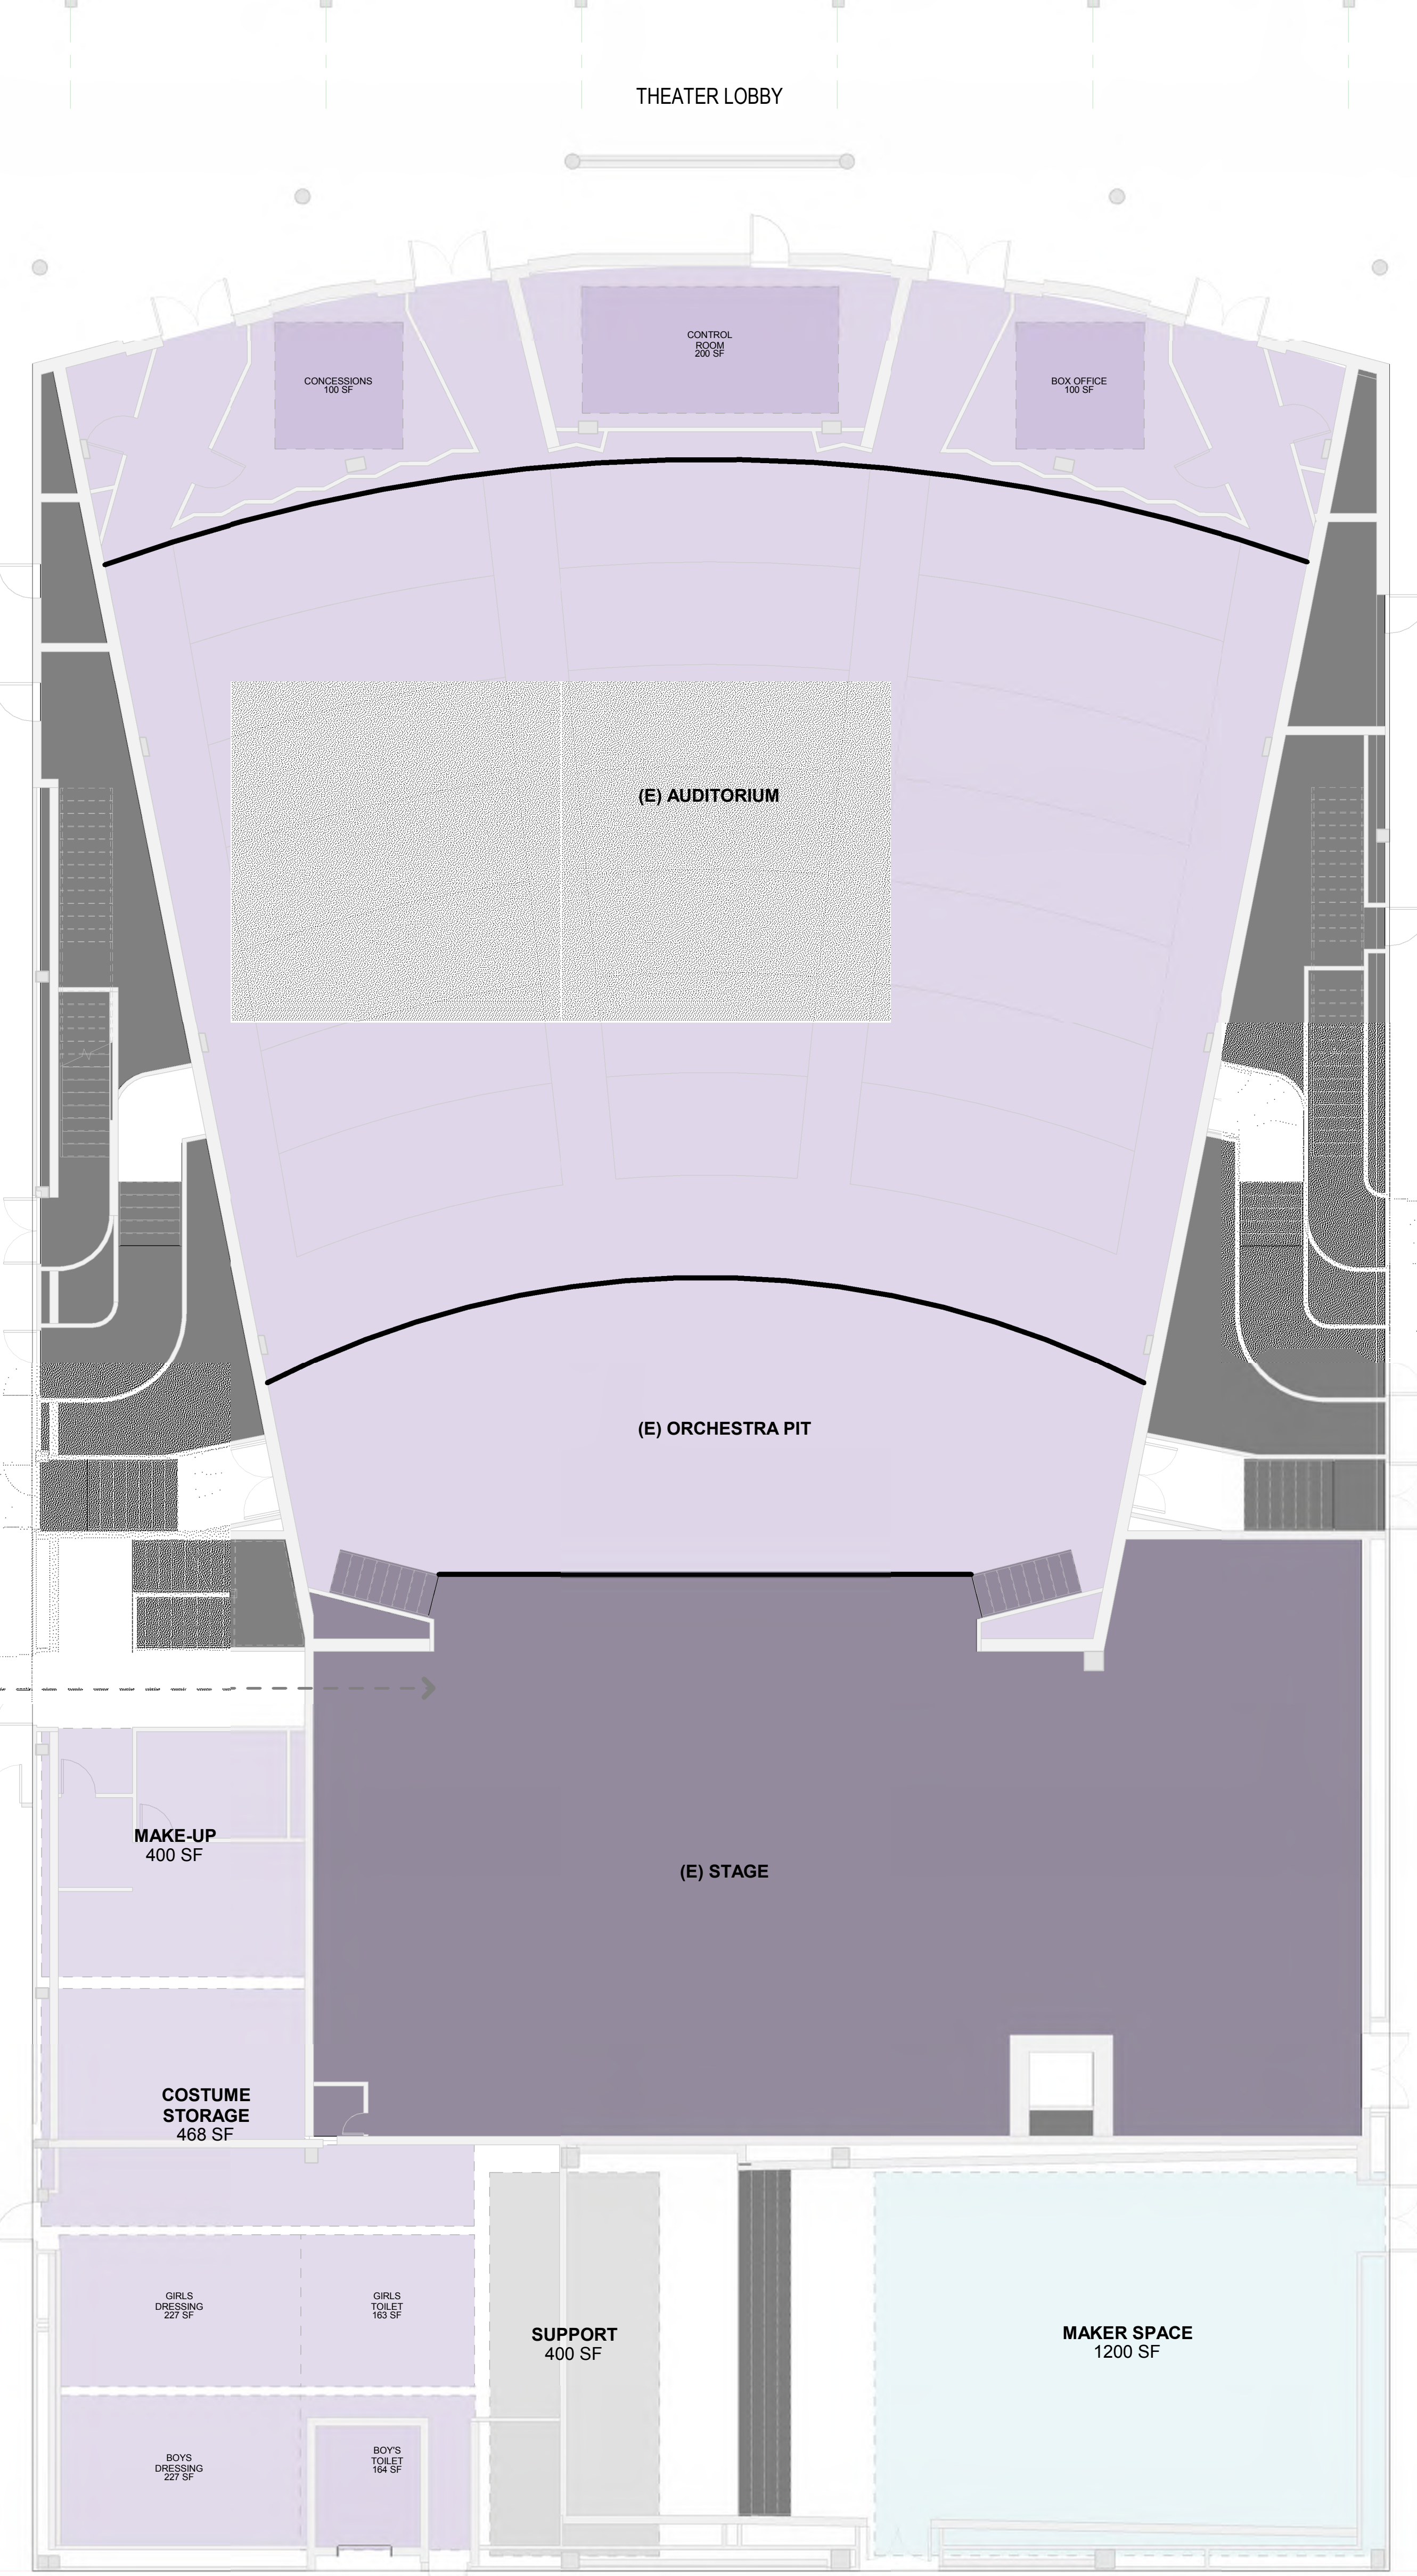 THEATER LOBBY
CONTROL
ROOM
200 SF
CONCESSIONS
100 SF
BOX OFFICE
100 SF
(E) AUDITORIUM
(E) ORCHESTRA PIT
MAKE-UP
400 SF
(E) STAGE
COSTUME
STORAGE
468 SF
GIRLS
DRESSING
227 SF
GIRLS
TOILET
163 SF
SUPPORT
400 SF
MAKER SPACE
1200 SF
BOYS
DRESSING
227 SF
BOY'S
TOILET
164 SF